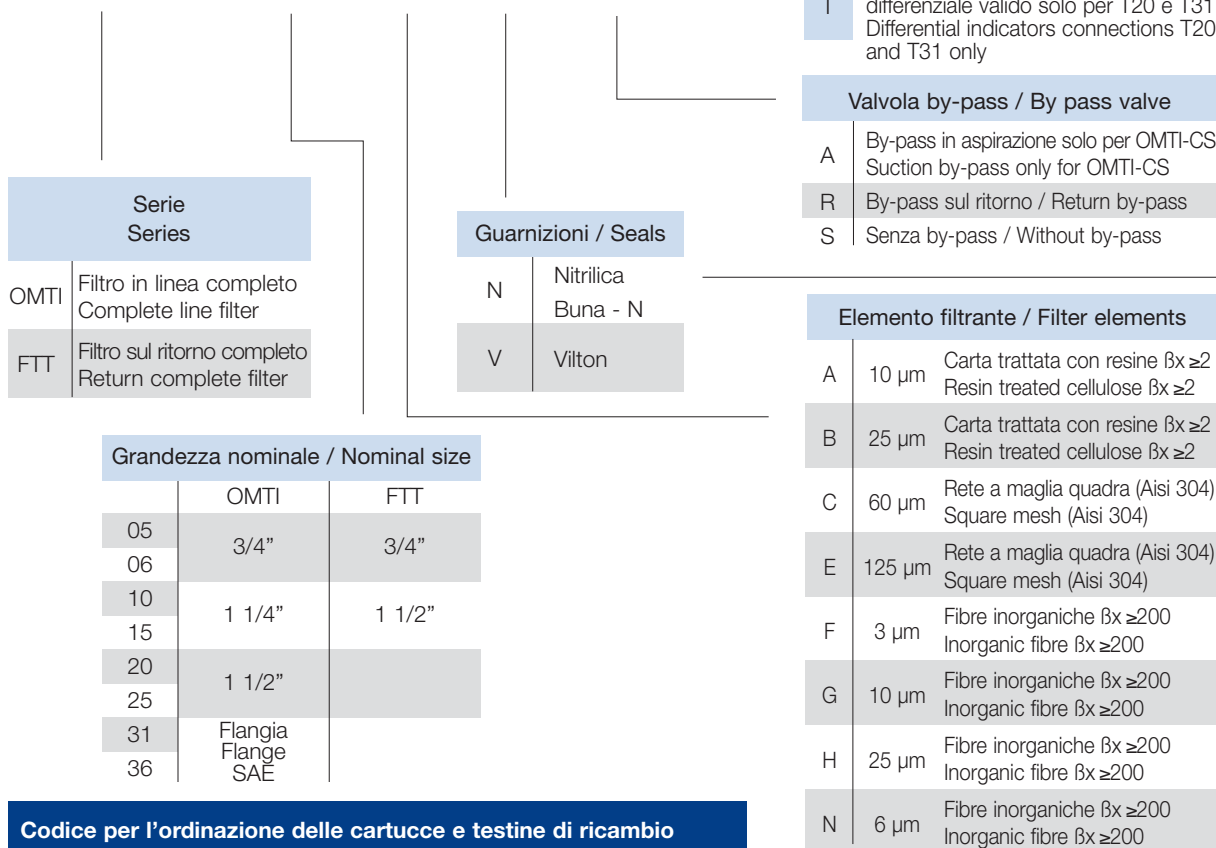 T
differenziale valido solo per T20 e T31
Differential indicators connections T20
and T31 only
Valvola by-pass / By pass valve
A
By-pass in aspirazione solo per OMTI-CS
Suction by-pass only for OMTI-CS
R By-pass sul ritorno / Return by-pass
S Senza by-pass / Without by-pass
Serie
Series
OMTI
Filtro in linea completo
Complete line filter
FTT
Filtro sul ritorno completo
Return complete filter
Guarnizioni / Seals
N
Nitrilica
Buna - N
V Vilton
Grandezza nominale / Nominal size
OMTI FTT
05
06
3/4” 3/4”
10
15
1 1/4” 1 1/2”
20
25
1 1/2”
31
36
Flangia
Flange
SAE
Elemento filtrante / Filter elements
A 10 µm
Carta trattata con resine ßx ≥2
Resin treated cellulose ßx ≥2
B 25 µm
Carta trattata con resine ßx ≥2
Resin treated cellulose ßx ≥2
C 60 µm
Rete a maglia quadra (Aisi 304)
Square mesh (Aisi 304)
E 125 µm
Rete a maglia quadra (Aisi 304)
Square mesh (Aisi 304)
F 3 µm
Fibre inorganiche ßx ≥200
Inorganic fibre ßx ≥200
G 10 µm
Fibre inorganiche ßx ≥200
Inorganic fibre ßx ≥200
H 25 µm
Fibre inorganiche ßx ≥200
Inorganic fibre ßx ≥200
N 6 µm
Fibre inorganiche ßx ≥200
Inorganic fibre ßx ≥200
Codice per l’ordinazione delle cartucce e testine di ricambio